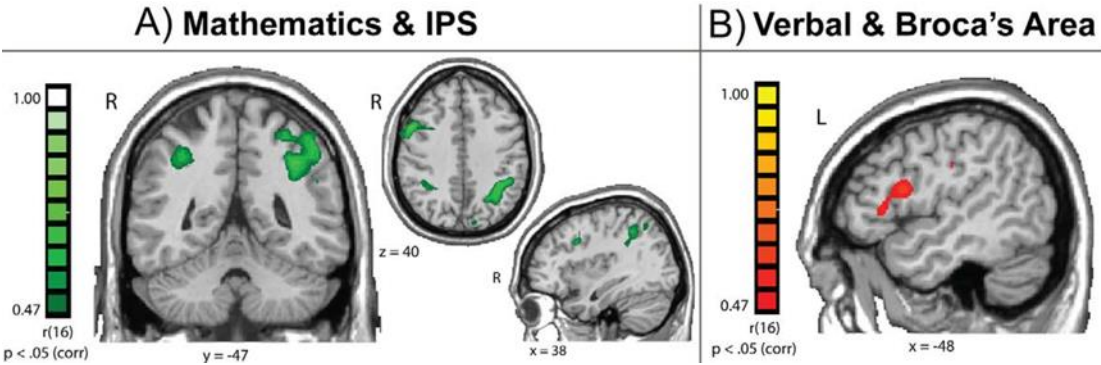 A) Mathematics & IPS
1.00
R
0.47
r(16)
p < .05 (corr)
y = -47
R
z = 40
R
x = 38
B) Verbal & Broca's Area
1.00
L
0.47
r(16)
p < .05 (corr)
x = -48